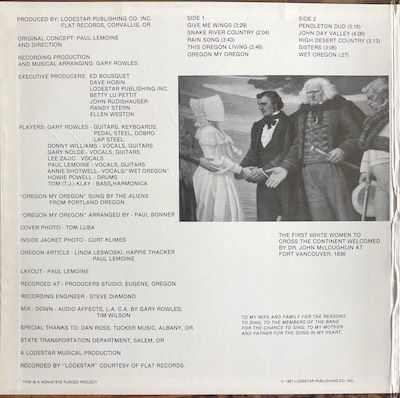 PRODUCED BY: LODESTAR PUBLISHING CO. INC.
FLAT RECORDS, CORVALLIS, OR
ORIGINAL CONCEPT: PAUL LEMOINE
AND DIRECTION
RECORDING PRODUCTION
AND MUSICAL ARRANGING: GARY ROWLES
EXECUTIVE PRODUCERS: ED BOUSQUET
DAVE HOBIN
LODESTAR PUBLISHING INC.
BETTY LU PETTIT
JOHN RUDISHAUSER
RANDY STERN
ELLEN WESTON
PLAYERS: GARY ROWLES - GUITARS, KEYBOARDS,
PEDAL STEEL, DOBRO
LAP STEEL.
DONNY WILLIAMS - VOCALS, GUITARS
GARY NOLDE - VOCALS, GUITARS
LEE ZAJIC - VOCALS
PAUL LEMOINE - VOCALS, GUITARS
ANNIE SHOTWELL - VOCALS/"WET OREGON"
HOWIE POWELL - DRUMS
TOM (T.J.) KLAY - BASS, HARMONICA
"OREGON MY OREGON" SUNG BY THE ALIENS
FROM PORTLAND OREGON
"OREGON MY OREGON" ARRANGED BY - PAUL BONNER
COVER PHOTO - TOM LUBA
INSIDE JACKET PHOTO - CURT KLIMES
OREGON ARTICLE - LINDA LESWOSKI, HAPPIE THACKER
PAUL LEMOINE
LAYOUT - PAUL LEMOINE
RECORDED AT - PRODUCERS STUDIO, EUGENE, OREGON
RECORDING ENGINEER - STEVE DIAMOND
MIX - DOWN - AUDIO AFFECTS, L.A. CA. BY GARY ROWLES;
TIM WILSON
SPECIAL THANKS TO: DAN ROSS, TUCKER MUSIC, ALBANY, OR
STATE TRANSPORTATION DEPARTMENT, SALEM, OR
A LODESTAR MUSICAL PRODUCTION
RECORDED BY "LODESTAR" COURTESY OF FLAT RECORDS.
THIS IS A NON-STATE FUNDED PROJECT
SIDE 1
GIVE ME WINGS (3:29)
SNAKE RIVER COUNTRY (2:04)
RAIN SONG (3:43)
THIS OREGON LIVING (2:46)
OREGON MY OREGON
SIDE 2
PENDLETON DUO (3:16)
JOHN DAY VALLEY (4:06)
HIGH DESERT COUNTRY (3:13)
SISTERS (3:06)
WET OREGON (:27)
THE FIRST WHITE WOMEN TO
CROSS THE CONTINENT WELCOMED
BY DR. JOHN McLOUGHLIN AT
FORT VANCOUVER, 1836
TO MY WIFE AND FAMILY FOR THE REASONS
TO SING; TO THE MEMBERS OF THE BAND
FOR THE CHANCE TO SING; TO MY MOTHER
AND FATHER FOR THE SONG IN MY HEART.
© 1981 LODESTAR PUBLISHING CO. INC.